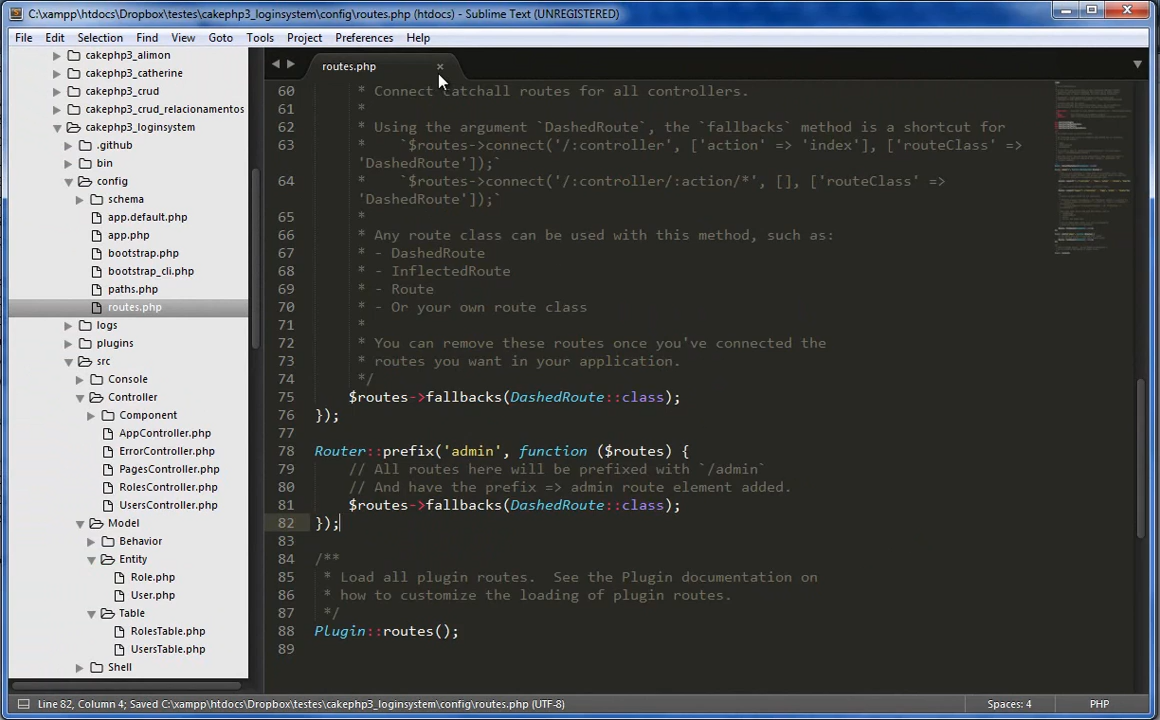 C:\xampp\htdocs\Dropbox\testes\cakephp3_loginsystem\config\routes.php (htdocs) - Sublime Text (UNREGISTERED)
File Edit Selection Find View Goto Tools Project Preferences Help
cakephp3_alimon
cakephp3_catherine
cakephp3_crud
cakephp3_crud_relacionamentos
cakephp3_loginsystem
.github
bin
config
schema
app.default.php
app.php
bootstrap.php
bootstrap_cli.php
paths.php
routes.php
logs
plugins
src
Console
Controller
Component
AppController.php
ErrorController.php
PagesController.php
RolesController.php
UsersController.php
Model
Behavior
Entity
Role.php
User.php
Table
RolesTable.php
UsersTable.php
Shell
routes.php
60 * Connect catchall routes for all controllers.
61 *
62 * Using the argument `DashedRoute`, the `fallbacks` method is a shortcut for
63 * `$routes->connect('/:controller', ['action' => 'index'], ['routeClass' =>
'DashedRoute']);`
64 * `$routes->connect('/:controller/:action/*', [], ['routeClass' =>
'DashedRoute']);`
65 *
66 * Any route class can be used with this method, such as:
67 * - DashedRoute
68 * - InflectedRoute
69 * - Route
70 * - Or your own route class
71 *
72 * You can remove these routes once you've connected the
73 * routes you want in your application.
74 */
75 $routes->fallbacks(DashedRoute::class);
76 });
77
78 Router::prefix('admin', function ($routes) {
79 // All routes here will be prefixed with `/admin`
80 // And have the prefix => admin route element added.
81 $routes->fallbacks(DashedRoute::class);
82 });
83
84 /**
85 * Load all plugin routes.  See the Plugin documentation on
86 * how to customize the loading of plugin routes.
87 */
88 Plugin::routes();
89
Line 82, Column 4; Saved C:\xampp\htdocs\Dropbox\testes\cakephp3_loginsystem\config\routes.php (UTF-8) Spaces: 4 PHP